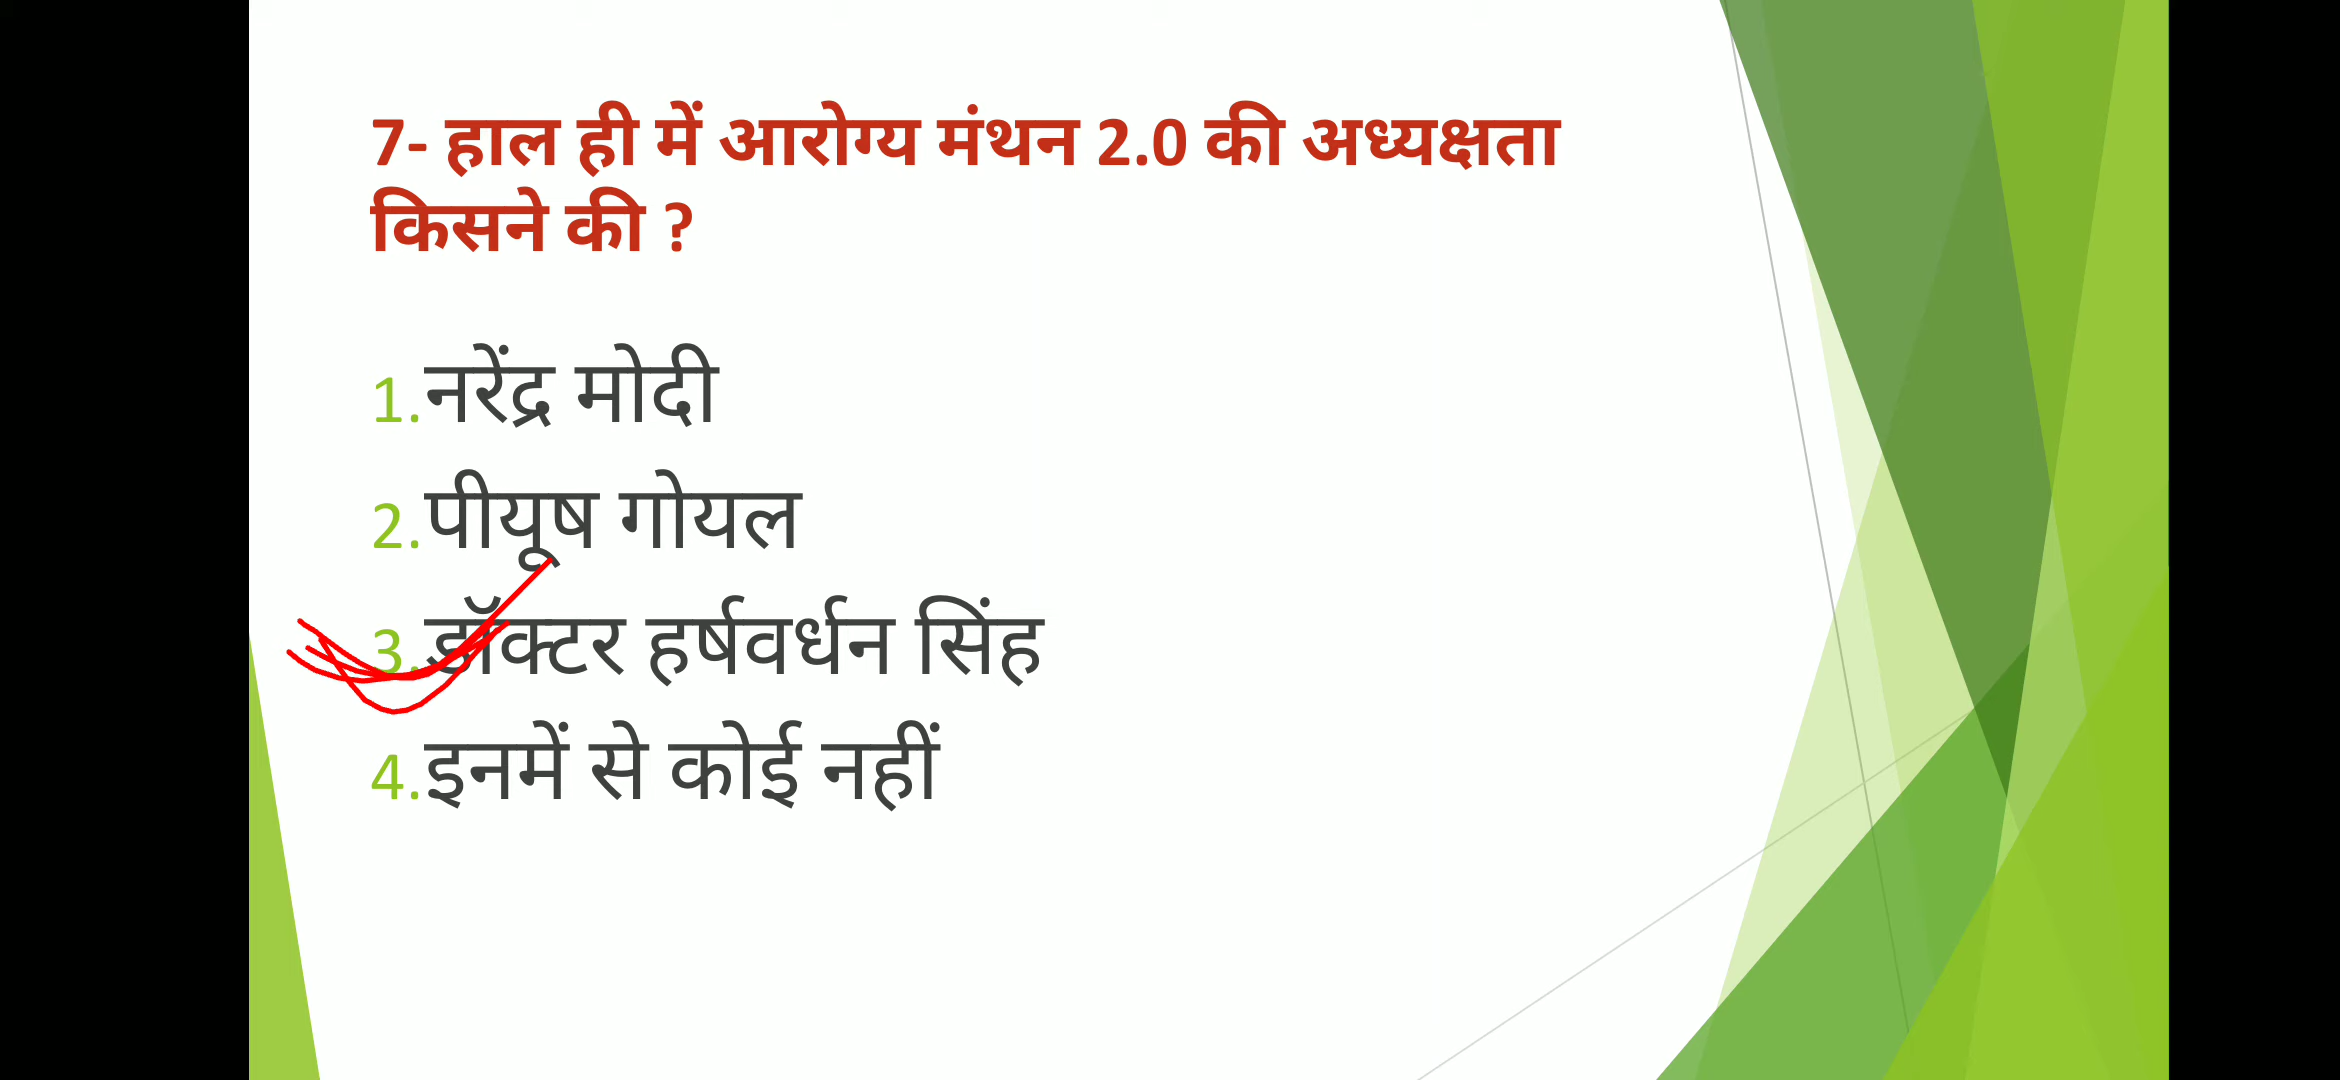 7- हाल ही में आरोग्य मंथन 2.0 की अध्यक्षता
किसने की ?
1. नरेंद्र मोदी
2. पीयूष गोयल
3. डॉक्टर हर्षवर्धन सिंह
4. इनमें से कोई नहीं